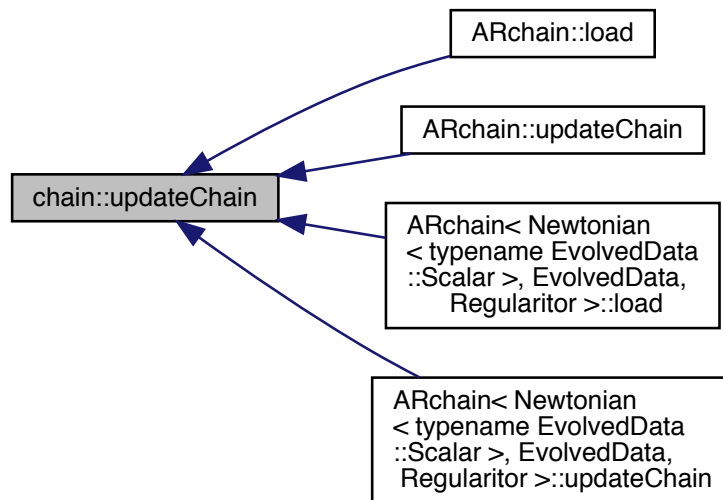 ARchain::load
ARchain::updateChain
chain::updateChain
ARchain< Newtonian
< typename EvolvedData
::Scalar >, EvolvedData,
Regularitor >::load
ARchain< Newtonian
< typename EvolvedData
::Scalar >, EvolvedData,
Regularitor >::updateChain